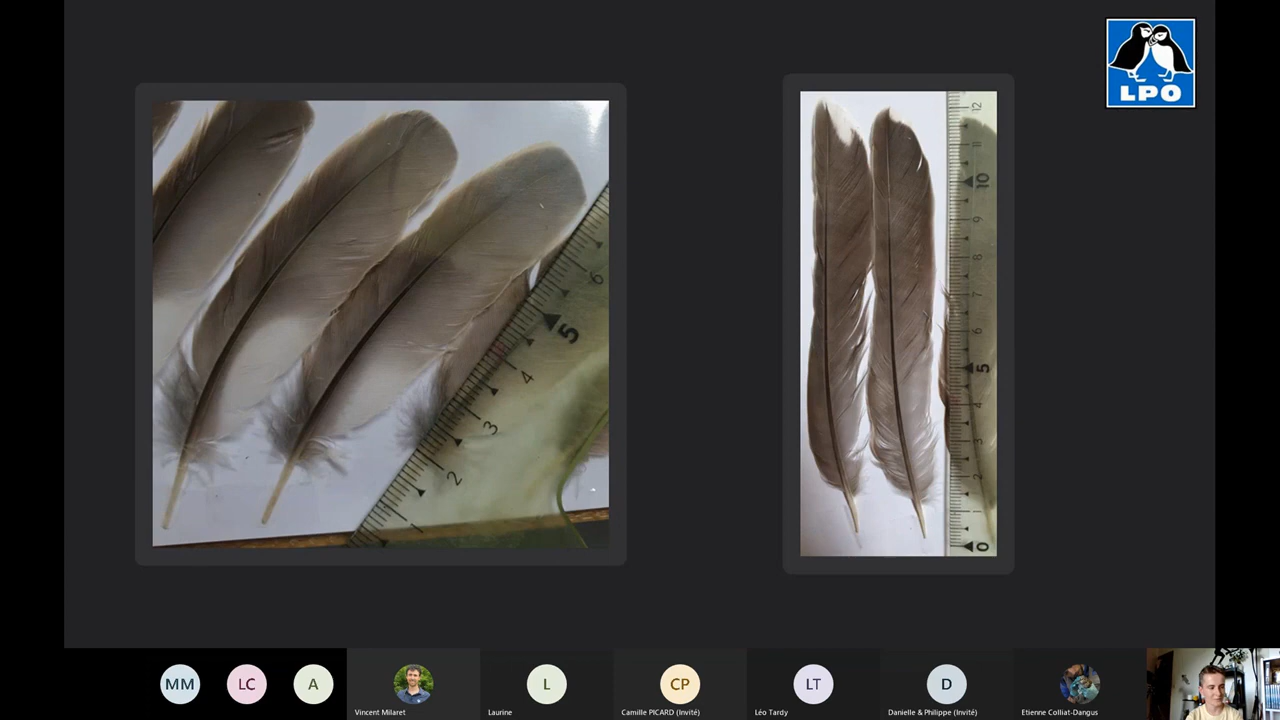 LPO
6
5
4
3
2
12
11
10
9
8
7
6
5
4
3
2
1
0
MM
LC
A
L
CP
LT
D
Vincent Milaret
Laurine
Camille PICARD (Invité)
Léo Tardy
Danielle & Philippe (Invité)
Etienne Colliat-Dangus